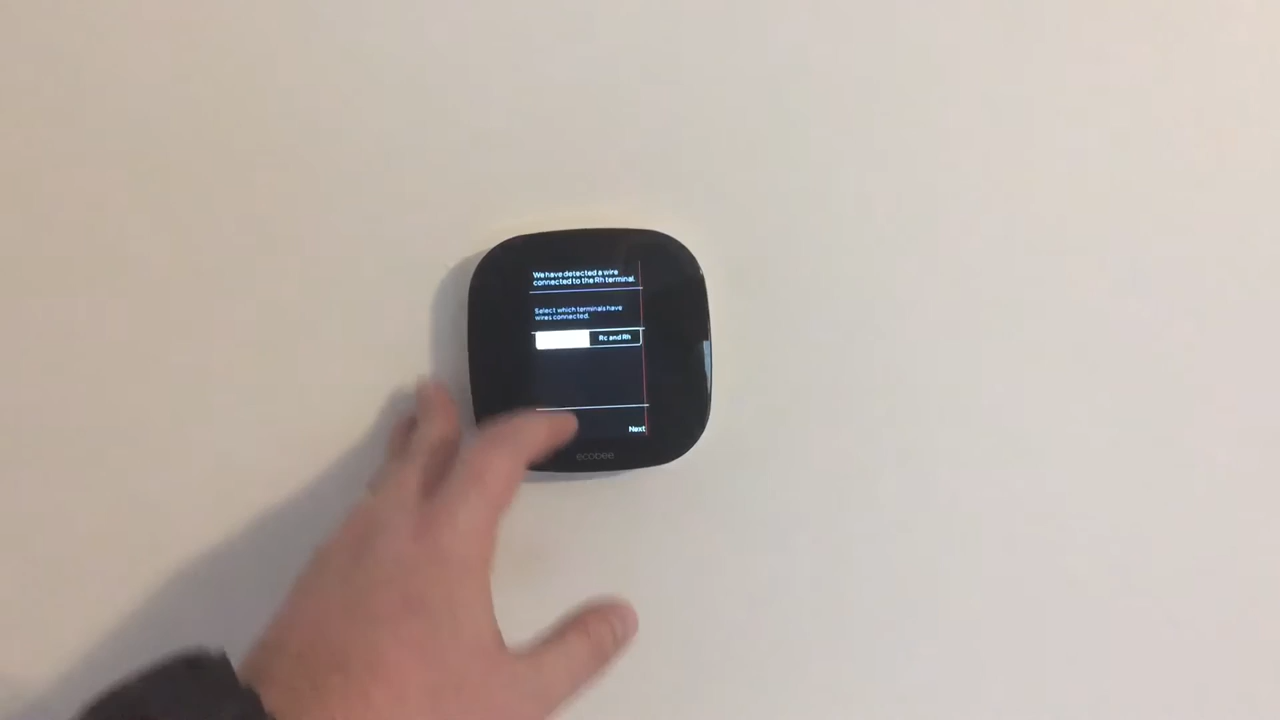 We have detected a wire
connected to the Rh terminal.
Select which terminals have
wires connected.
Rc and Rh
Next
ecobee